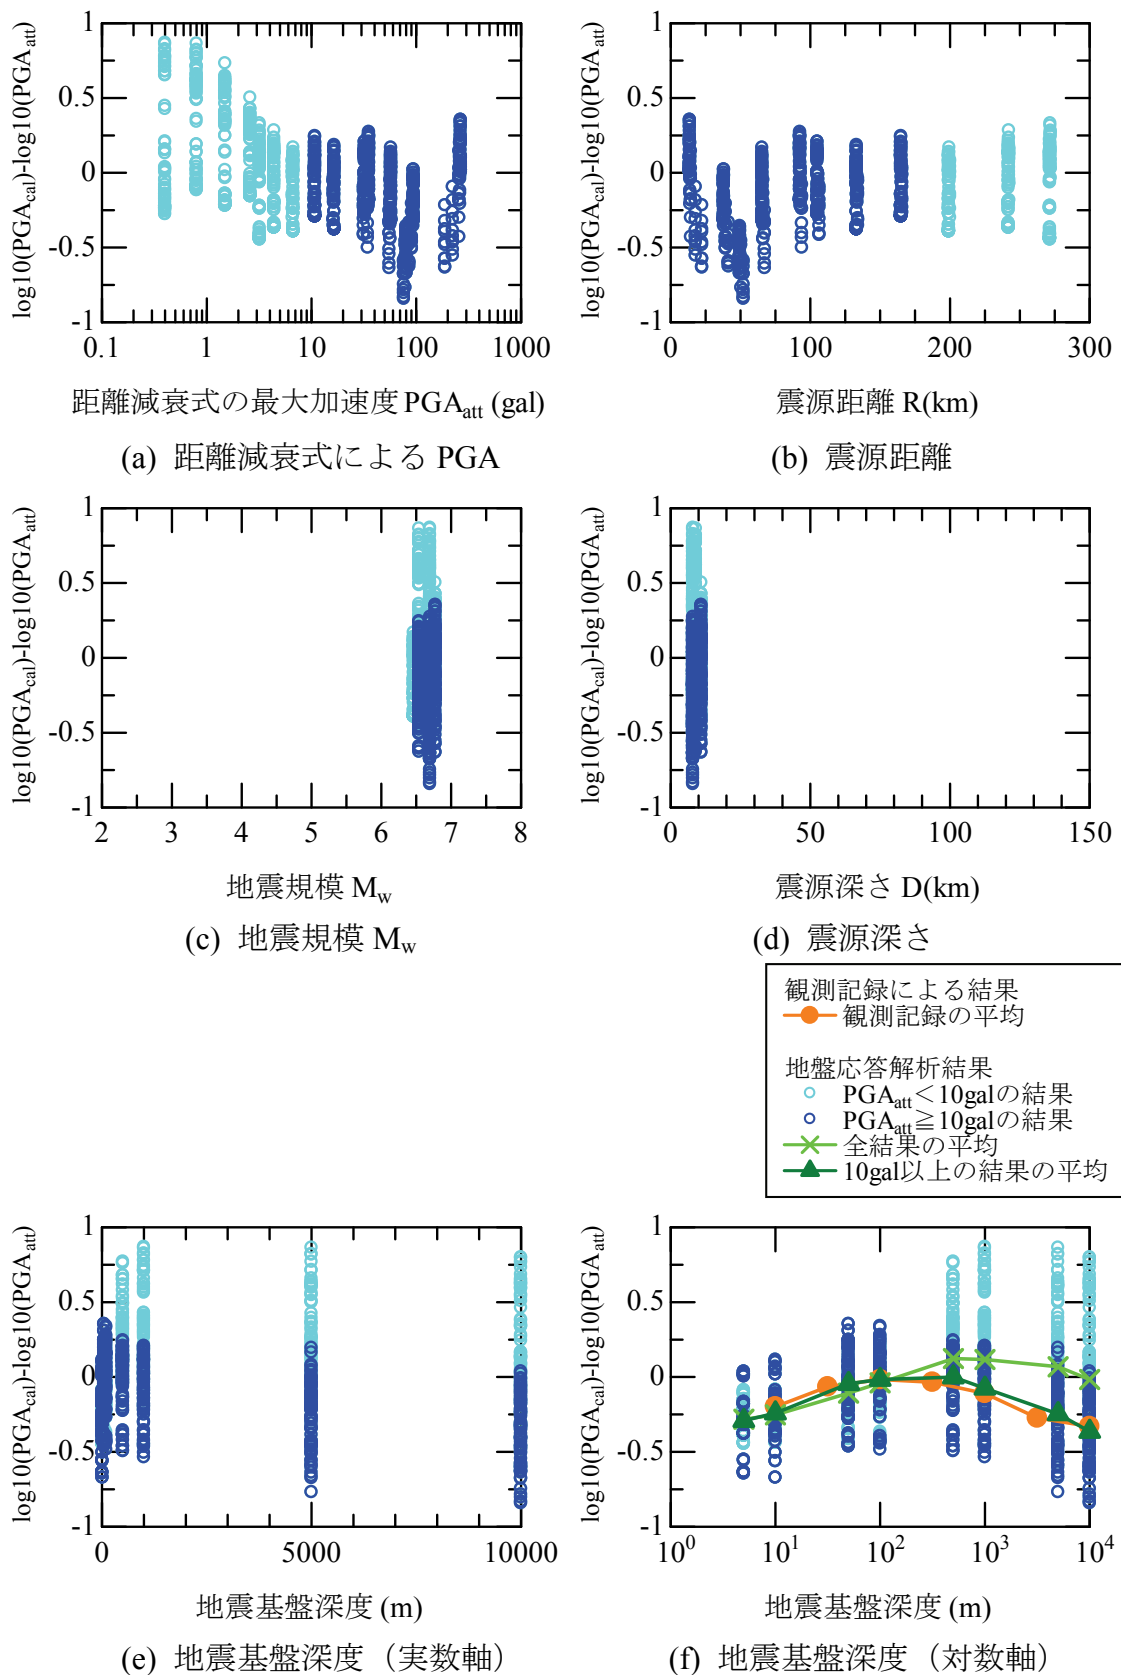 log10(PGAcal)-log10(PGAatt)
1
0.5
0
-0.5
-1
0.1
1
10
100
1000
距離減衰式の最大加速度 PGAatt (gal)
(a) 距離減衰式による PGA
log10(PGAcal)-log10(PGAatt)
1
0.5
0
-0.5
-1
0
100
200
300
震源距離 R(km)
(b) 震源距離
log10(PGAcal)-log10(PGAatt)
1
0.5
0
-0.5
-1
2
3
4
5
6
7
8
地震規模 Mw
(c) 地震規模 Mw
log10(PGAcal)-log10(PGAatt)
1
0.5
0
-0.5
-1
0
50
100
150
震源深さ D(km)
(d) 震源深さ
観測記録による結果
観測記録の平均
地盤応答解析結果
PGAatt＜10galの結果
PGAatt≧10galの結果
全結果の平均
10gal以上の結果の平均
log10(PGAcal)-log10(PGAatt)
1
0.5
0
-0.5
-1
0
5000
10000
地震基盤深度 (m)
(e) 地震基盤深度（実数軸）
log10(PGAcal)-log10(PGAatt)
1
0.5
0
-0.5
-1
10⁰
10¹
10²
10³
10⁴
地震基盤深度 (m)
(f) 地震基盤深度（対数軸）